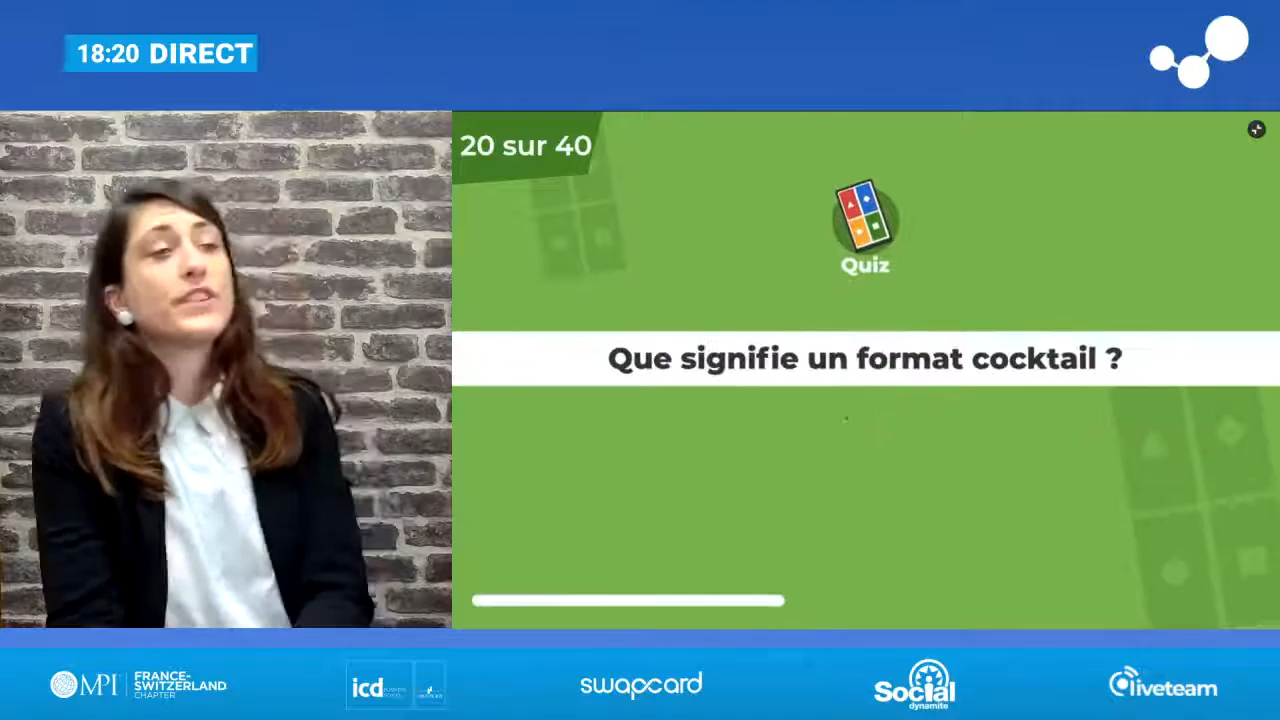 18:20 DIRECT
20 sur 40
Quiz
Que signifie un format cocktail ?
MPI
FRANCE-
SWITZERLAND
CHAPTER
icd
swapcard
Social
dynamite
liveteam